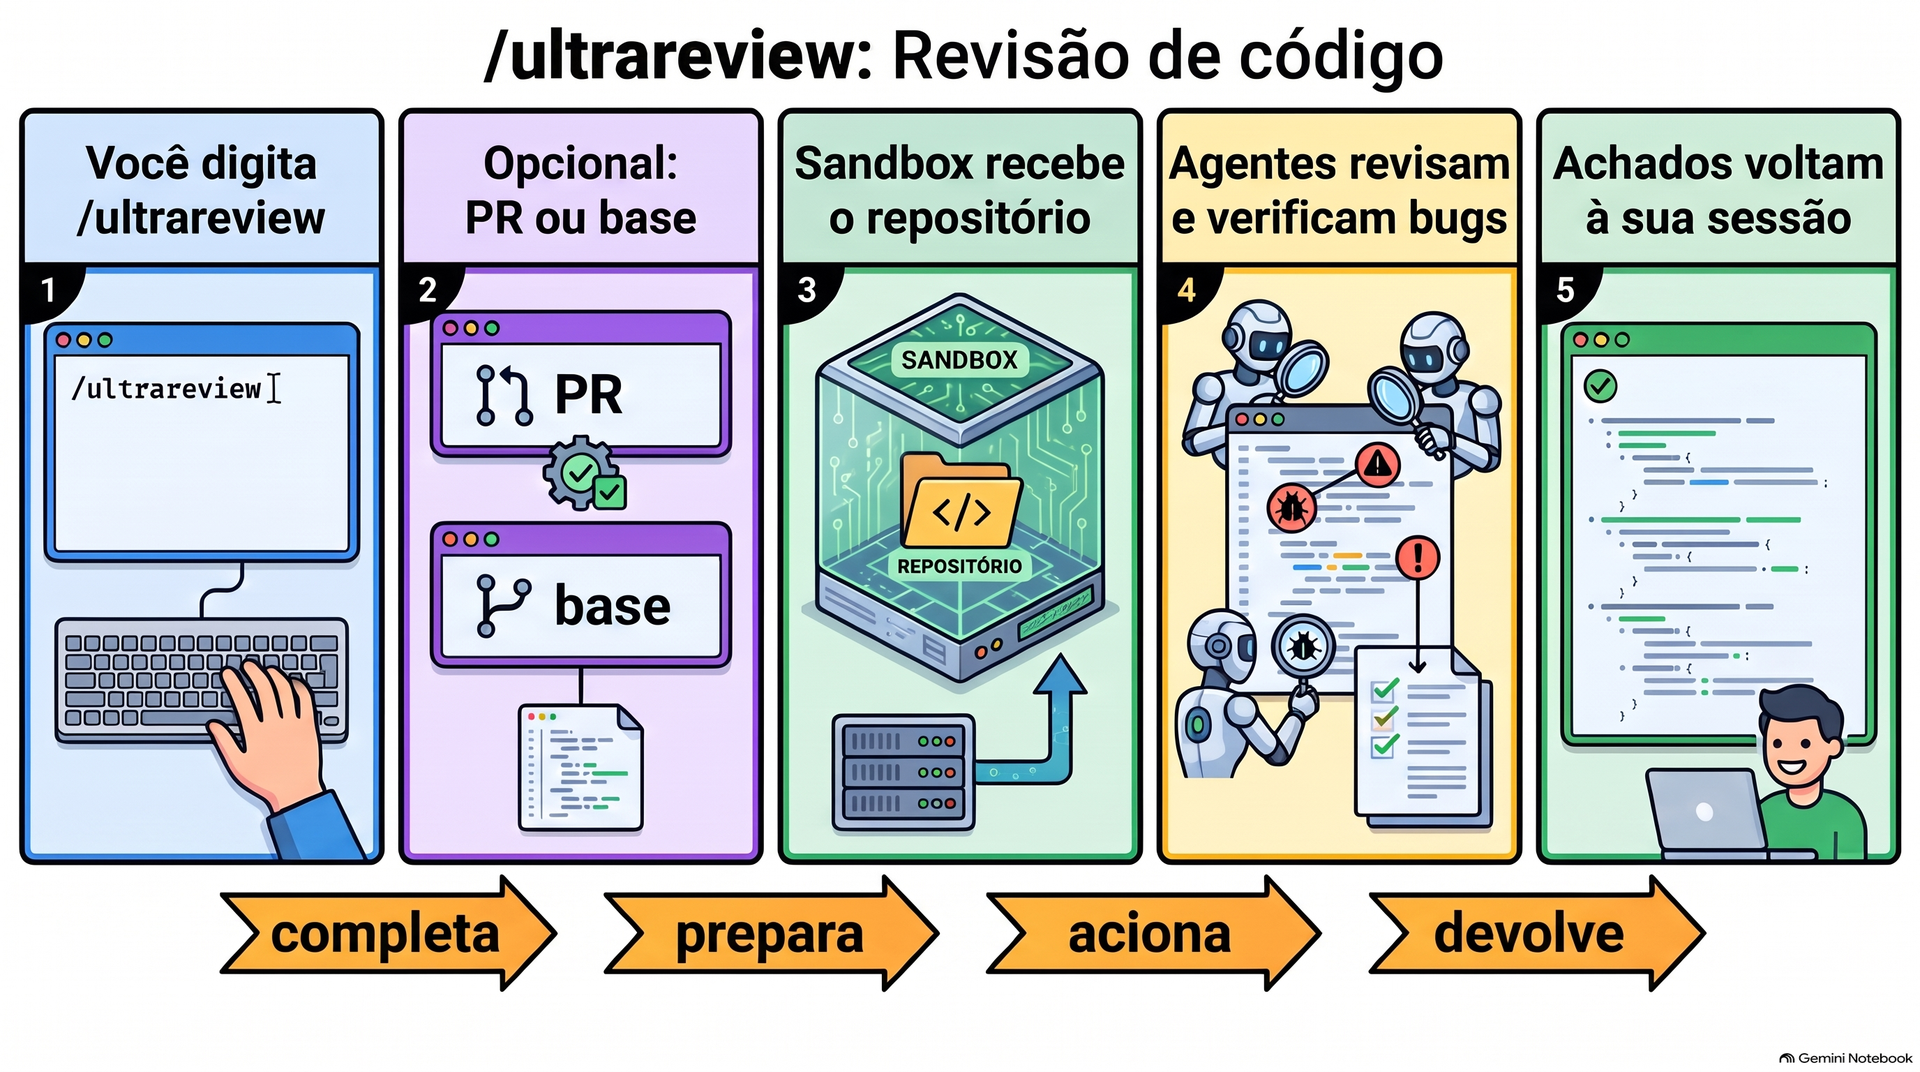 /ultrareview: Revisão de código
Você digita
/ultrareview
1
/ultrareview
Opcional:
PR ou base
2
PR
base
Sandbox recebe
o repositório
3
SANDBOX
</>
REPOSITÓRIO
Agentes revisam
e verificam bugs
4
!
Achados voltam
à sua sessão
5
completa
prepara
aciona
devolve
Gemini Notebook